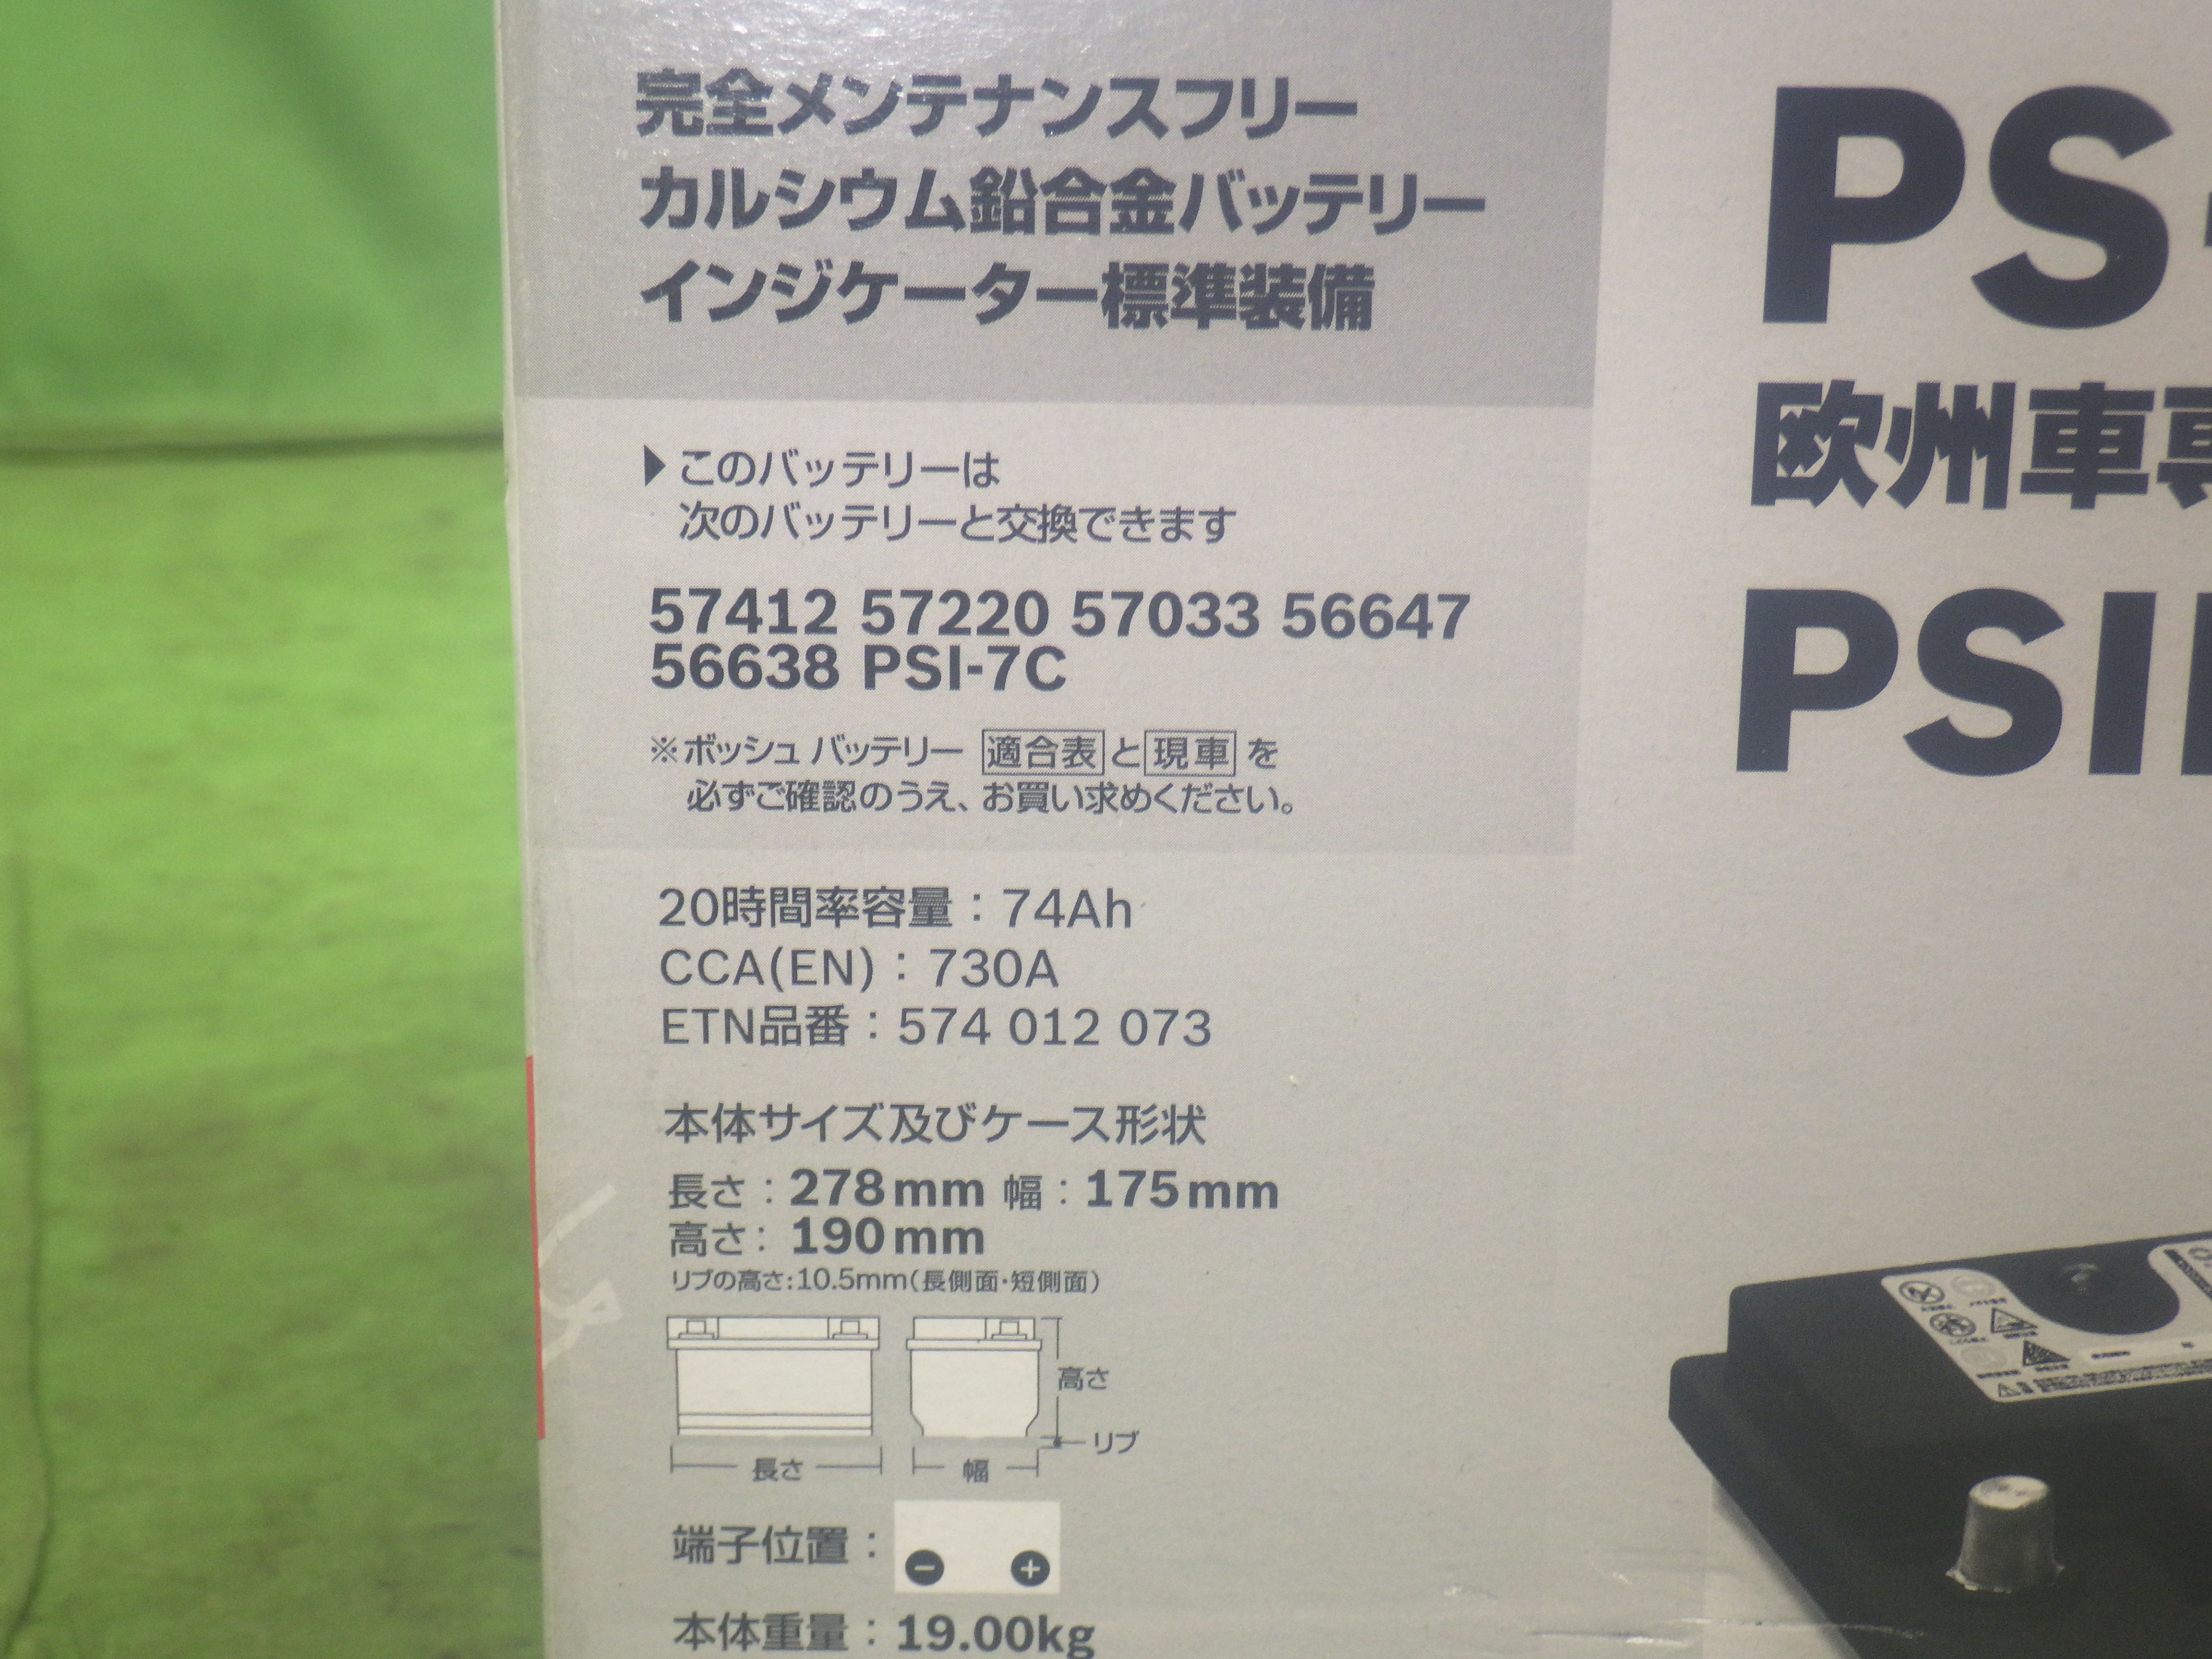 完全メンテナンスフリー
カルシウム鉛合金バッテリー
インジケーター標準装備
▶このバッテリーは
次のバッテリーと交換できます
57412 57220 57033 56647
56638 PSI-7C
※ボッシュ バッテリー 適合表 と 現車 を
必ずご確認のうえ、お買い求めください。
20時間率容量：74Ah
CCA(EN)：730A
ETN品番：574 012 073
本体サイズ及びケース形状
長さ：278mm 幅：175mm
高さ：190mm
リブの高さ:10.5mm(長側面・短側面)
高さ
リブ
長さ
幅
端子位置：
− +
本体重量：19.00kg
PS
欧州車専
PSI